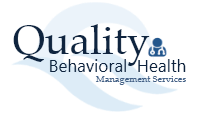 Quality
Behavioral Health
Management Services